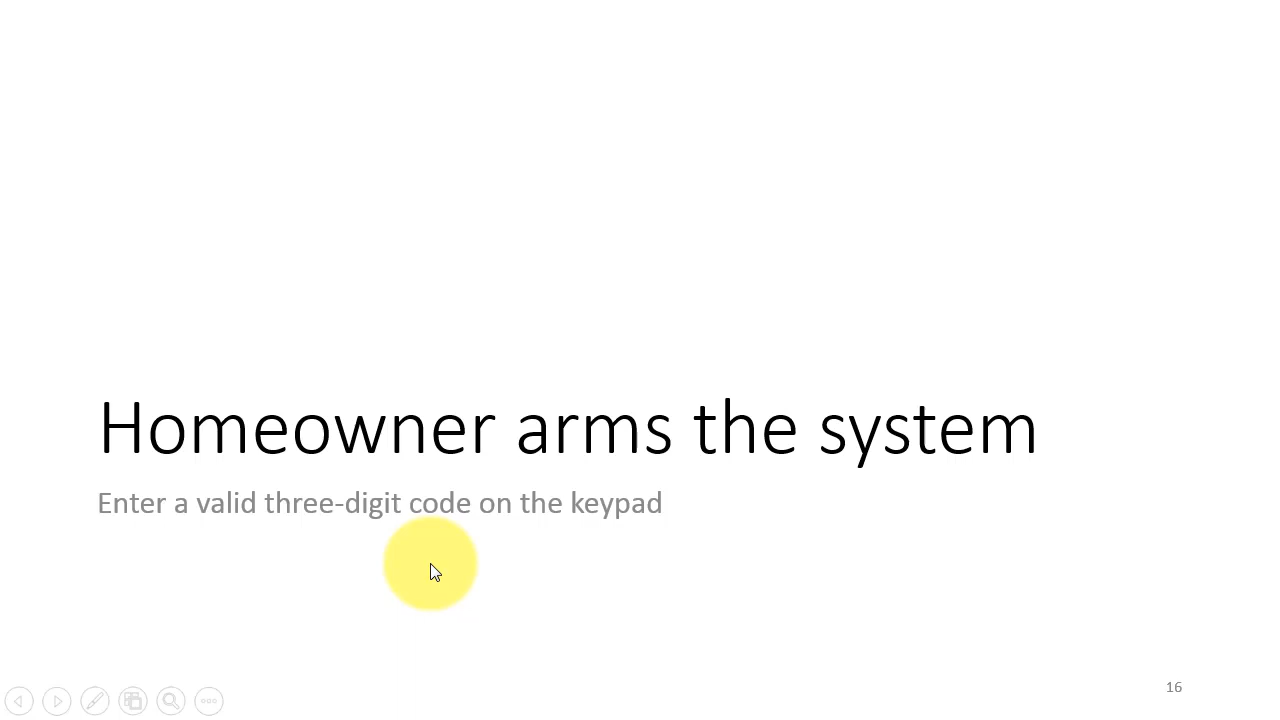 Homeowner arms the system
Enter a valid three-digit code on the keypad
16